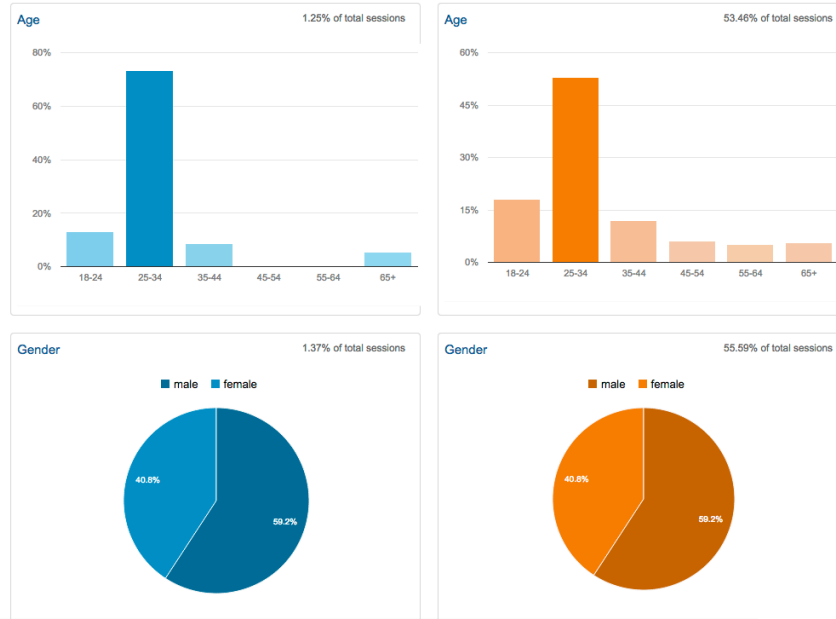 Age 1.25% of total sessions
80%
60%
40%
20%
0%
18-24 25-34 35-44 45-54 55-64 65+
Age 53.46% of total sessions
60%
45%
30%
15%
0%
18-24 25-34 35-44 45-54 55-64 65+
Gender 1.37% of total sessions
male female
40.8%
59.2%
Gender 55.59% of total sessions
male female
40.8%
59.2%